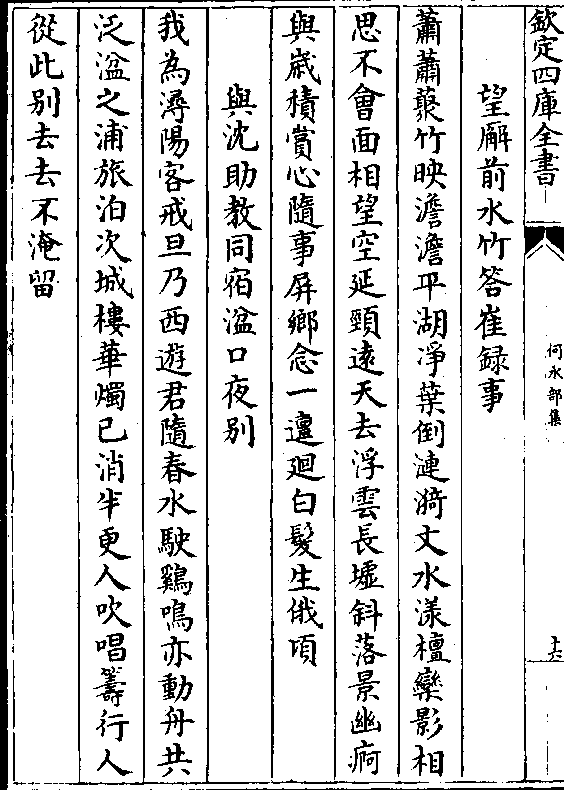 欽定四庫全書
何水部集
十六
望廨前水竹答崔録事
蕭蕭藂竹映澹澹平湖淨葉倒漣漪文水漾檀欒影相
思不會面相望空延頸遠天去浮雲長墟斜落景幽痾
與嵗積賞心隨事屏鄉念一邅廻白髮生俄頃
與沈助教同宿湓口夜別
我為潯陽客戒旦乃西遊君隨春水駛鷄鳴亦動舟共
泛湓之浦旅泊次城樓華燭已消半更人吹唱籌行人
從此别去去不淹留